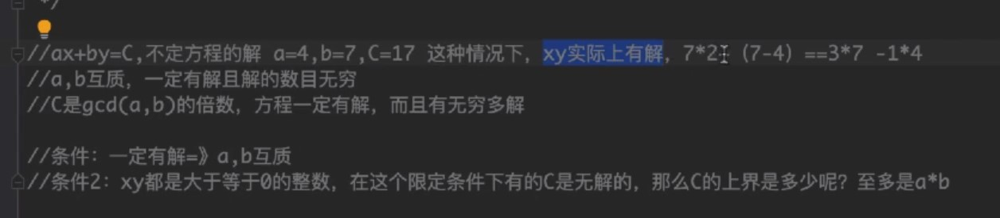 */
//ax+by=C,不定方程的解 a=4,b=7,C=17 这种情况下，xy实际上有解，7*2+（7-4）==3*7 -1*4
//a,b互质，一定有解且解的数目无穷
//C是gcd(a,b)的倍数，方程一定有解，而且有无穷多解
//条件：一定有解=》a,b互质
//条件2：xy都是大于等于0的整数，在这个限定条件下有的C是无解的，那么C的上界是多少呢？至多是a*b